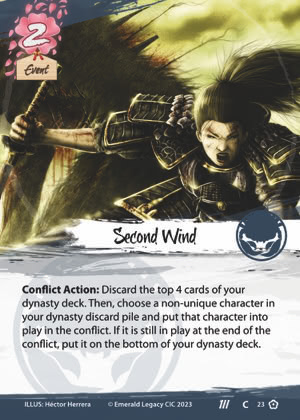 2
Event
Second Wind
Conflict Action: Discard the top 4 cards of your
dynasty deck. Then, choose a non-unique character in
your dynasty discard pile and put that character into
play in the conflict. If it is still in play at the end of the
conflict, put it on the bottom of your dynasty deck.
ILLUS: Héctor Herrera © Emerald Legacy CIC 2023 C 23